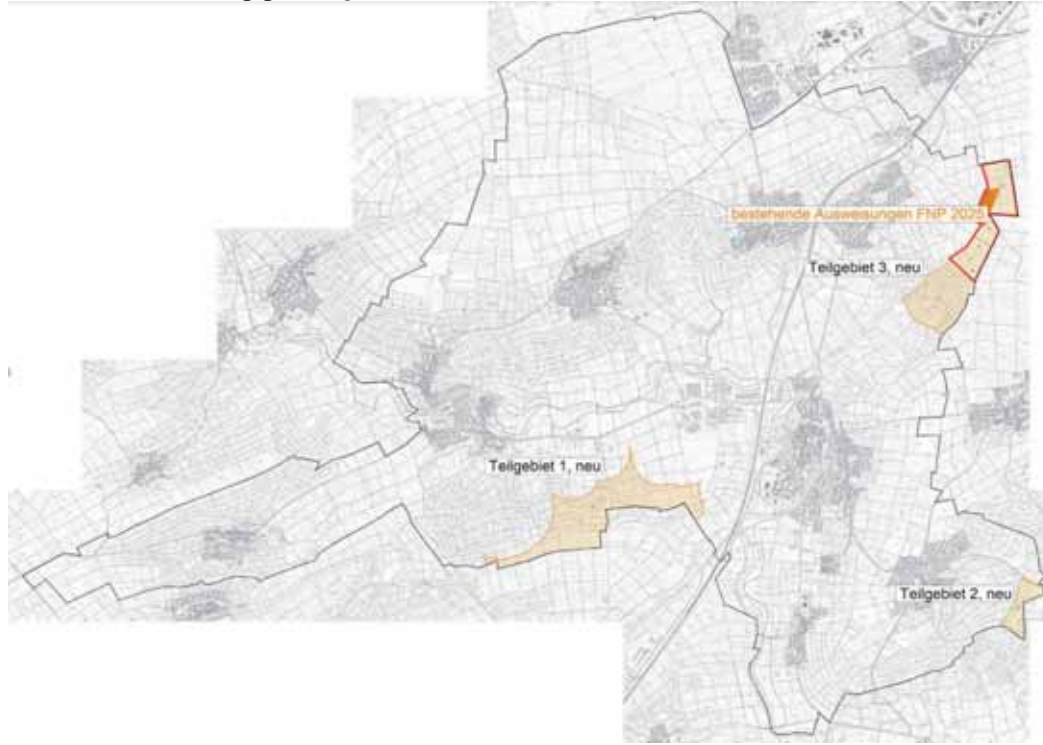 bestehende Ausweisungen FNP 2025
Teilgebiet 3, neu
Teilgebiet 1, neu
Teilgebiet 2, neu